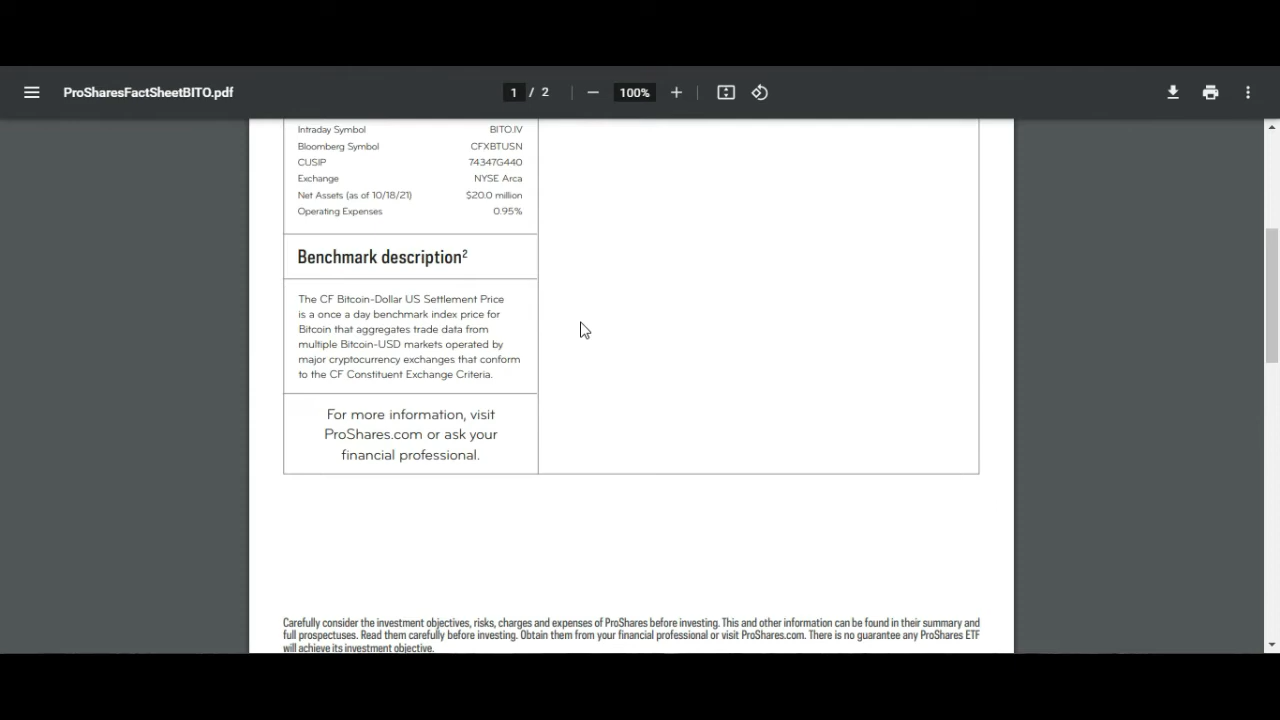 ProSharesFactSheetBITO.pdf
1 / 2
100%
Intraday Symbol BITO.IV
Bloomberg Symbol CFXBTUSN
CUSIP 74347G440
Exchange NYSE Arca
Net Assets (as of 10/18/21) $20.0 million
Operating Expenses 0.95%
Benchmark description2
The CF Bitcoin-Dollar US Settlement Price
is a once a day benchmark index price for
Bitcoin that aggregates trade data from
multiple Bitcoin-USD markets operated by
major cryptocurrency exchanges that conform
to the CF Constituent Exchange Criteria.
For more information, visit
ProShares.com or ask your
financial professional.
Carefully consider the investment objectives, risks, charges and expenses of ProShares before investing. This and other information can be found in their summary and
full prospectuses. Read them carefully before investing. Obtain them from your financial professional or visit ProShares.com. There is no guarantee any ProShares ETF
will achieve its investment objective.